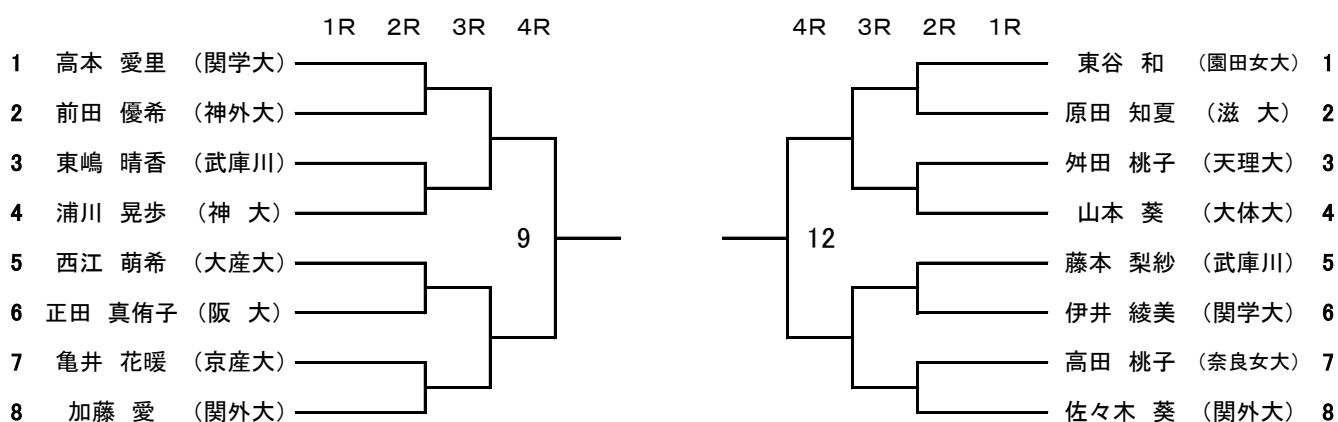 1R 2R 3R 4R
1 高本 愛里 (関学大)
2 前田 優希 (神外大)
3 東嶋 晴香 (武庫川)
4 浦川 晃歩 (神 大)
9
5 西江 萌希 (大産大)
6 正田 真侑子 (阪 大)
7 亀井 花暖 (京産大)
8 加藤 愛 (関外大)
4R 3R 2R 1R
東谷 和 (園田女大) 1
原田 知夏 (滋 大) 2
舛田 桃子 (天理大) 3
山本 葵 (大体大) 4
12
藤本 梨紗 (武庫川) 5
伊井 綾美 (関学大) 6
高田 桃子 (奈良女大) 7
佐々木 葵 (関外大) 8